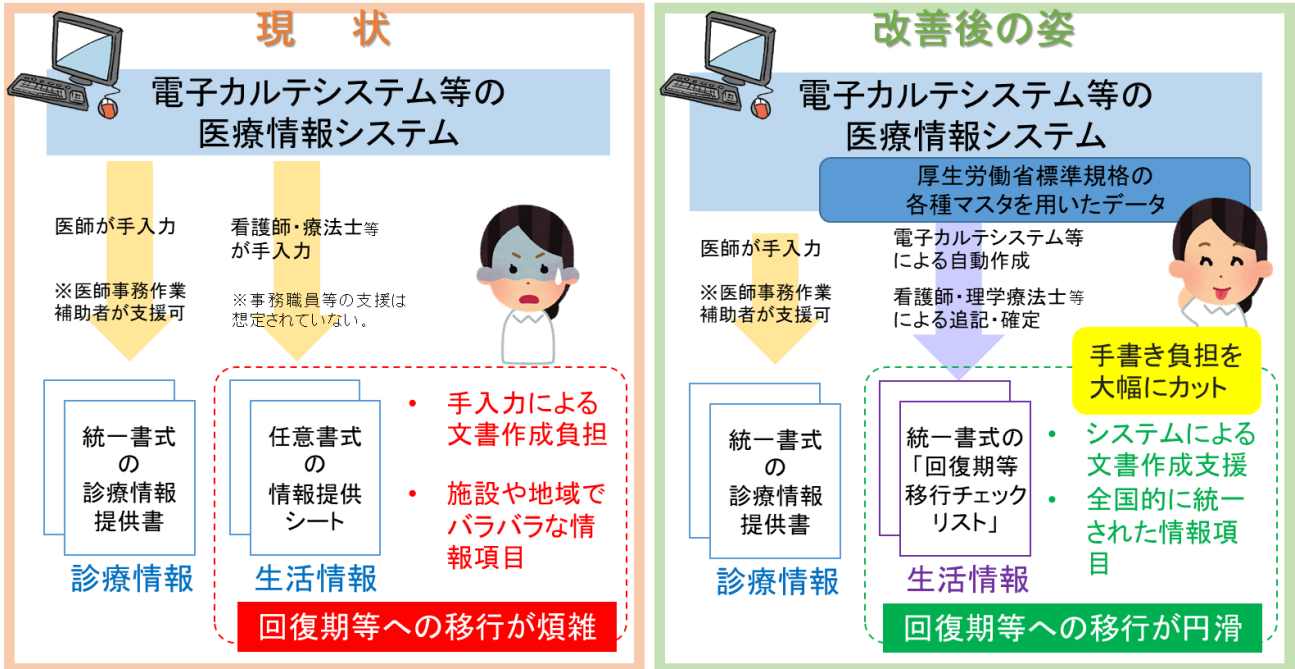 現　状
電子カルテシステム等の
医療情報システム
医師が手入力
※医師事務作業
補助者が支援可
看護師・療法士等
が手入力
※事務職員等の支援は
想定されていない。
統一書式
の
診療情報
提供書
診療情報
任意書式
の
情報提供
シート
生活情報
• 手入力による
文書作成負担
• 施設や地域で
バラバラな情
報項目
回復期等への移行が煩雑
改善後の姿
電子カルテシステム等の
医療情報システム
厚生労働省標準規格の
各種マスタを用いたデータ
医師が手入力
※医師事務作業
補助者が支援可
電子カルテシステム等
による自動作成
看護師・理学療法士等
による追記・確定
手書き負担を
大幅にカット
統一書式
の
診療情報
提供書
診療情報
統一書式の
「回復期等
移行チェック
リスト」
生活情報
• システムによる
文書作成支援
• 全国的に統一
された情報項
目
回復期等への移行が円滑